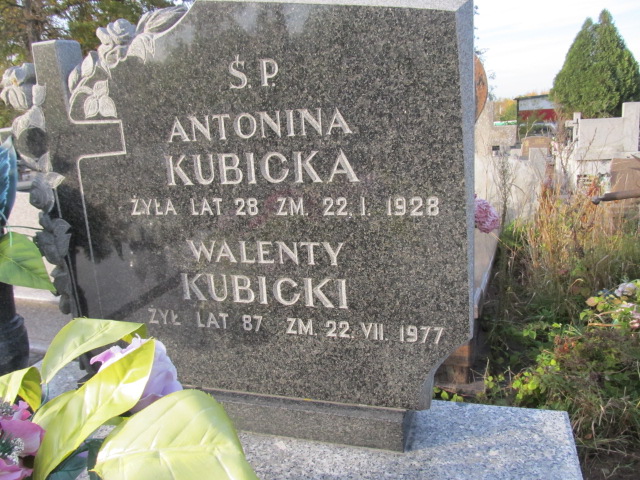 Ś.P.
ANTONINA
KUBICKA
ŻYŁA LAT 28 ZM. 22.I. 1928
WALENTY
KUBICKI
ŻYŁ LAT 87 ZM 22.VII. 1977